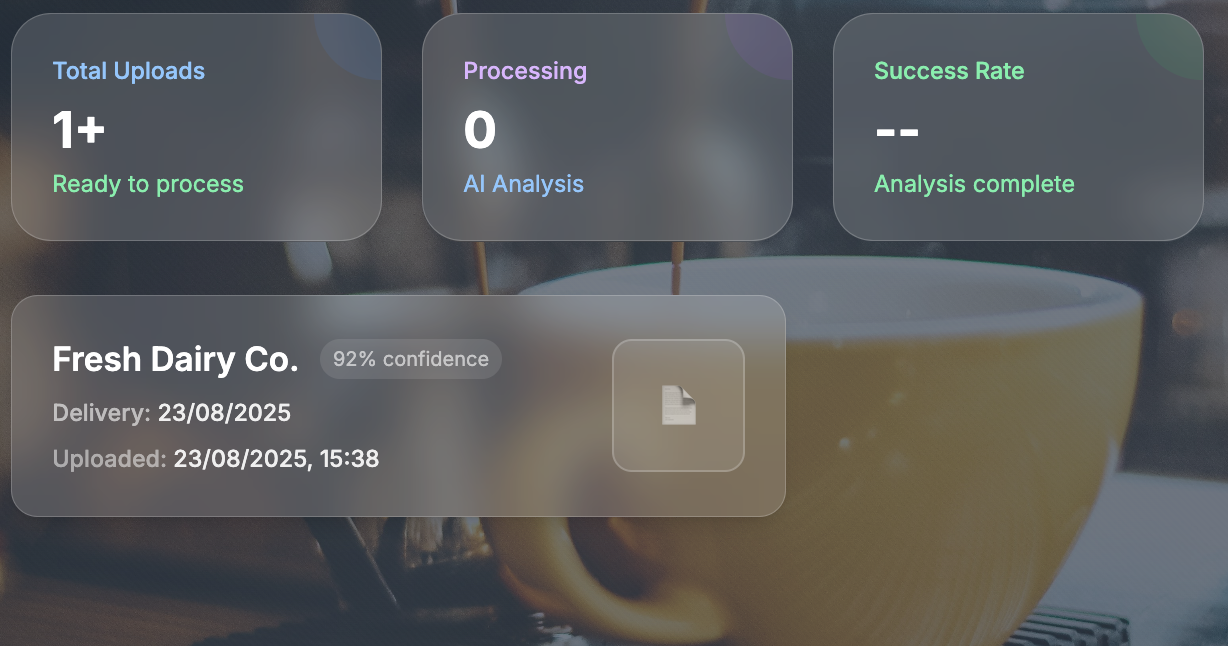 Total Uploads
1+
Ready to process
Processing
0
AI Analysis
Success Rate
--
Analysis complete
Fresh Dairy Co.
92% confidence
Delivery: 23/08/2025
Uploaded: 23/08/2025, 15:38